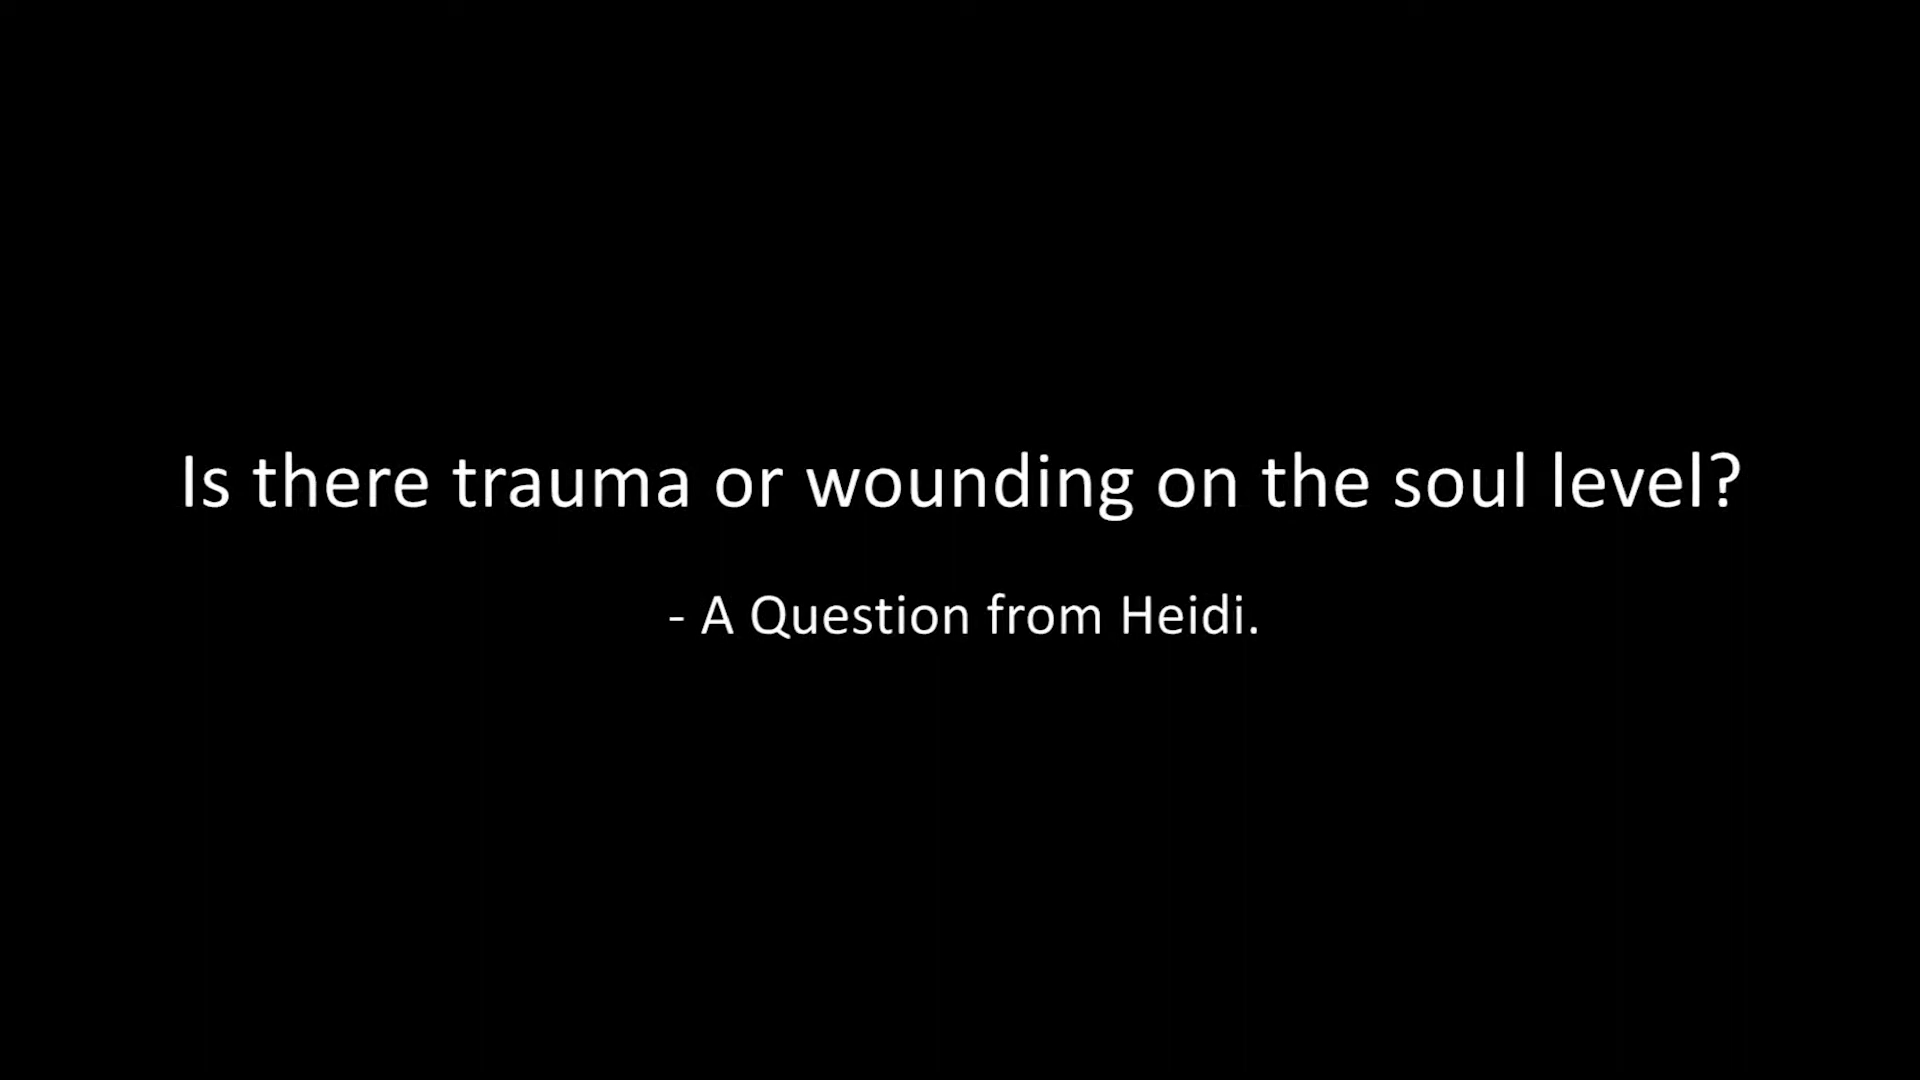 Is there trauma or wounding on the soul level?
- A Question from Heidi.